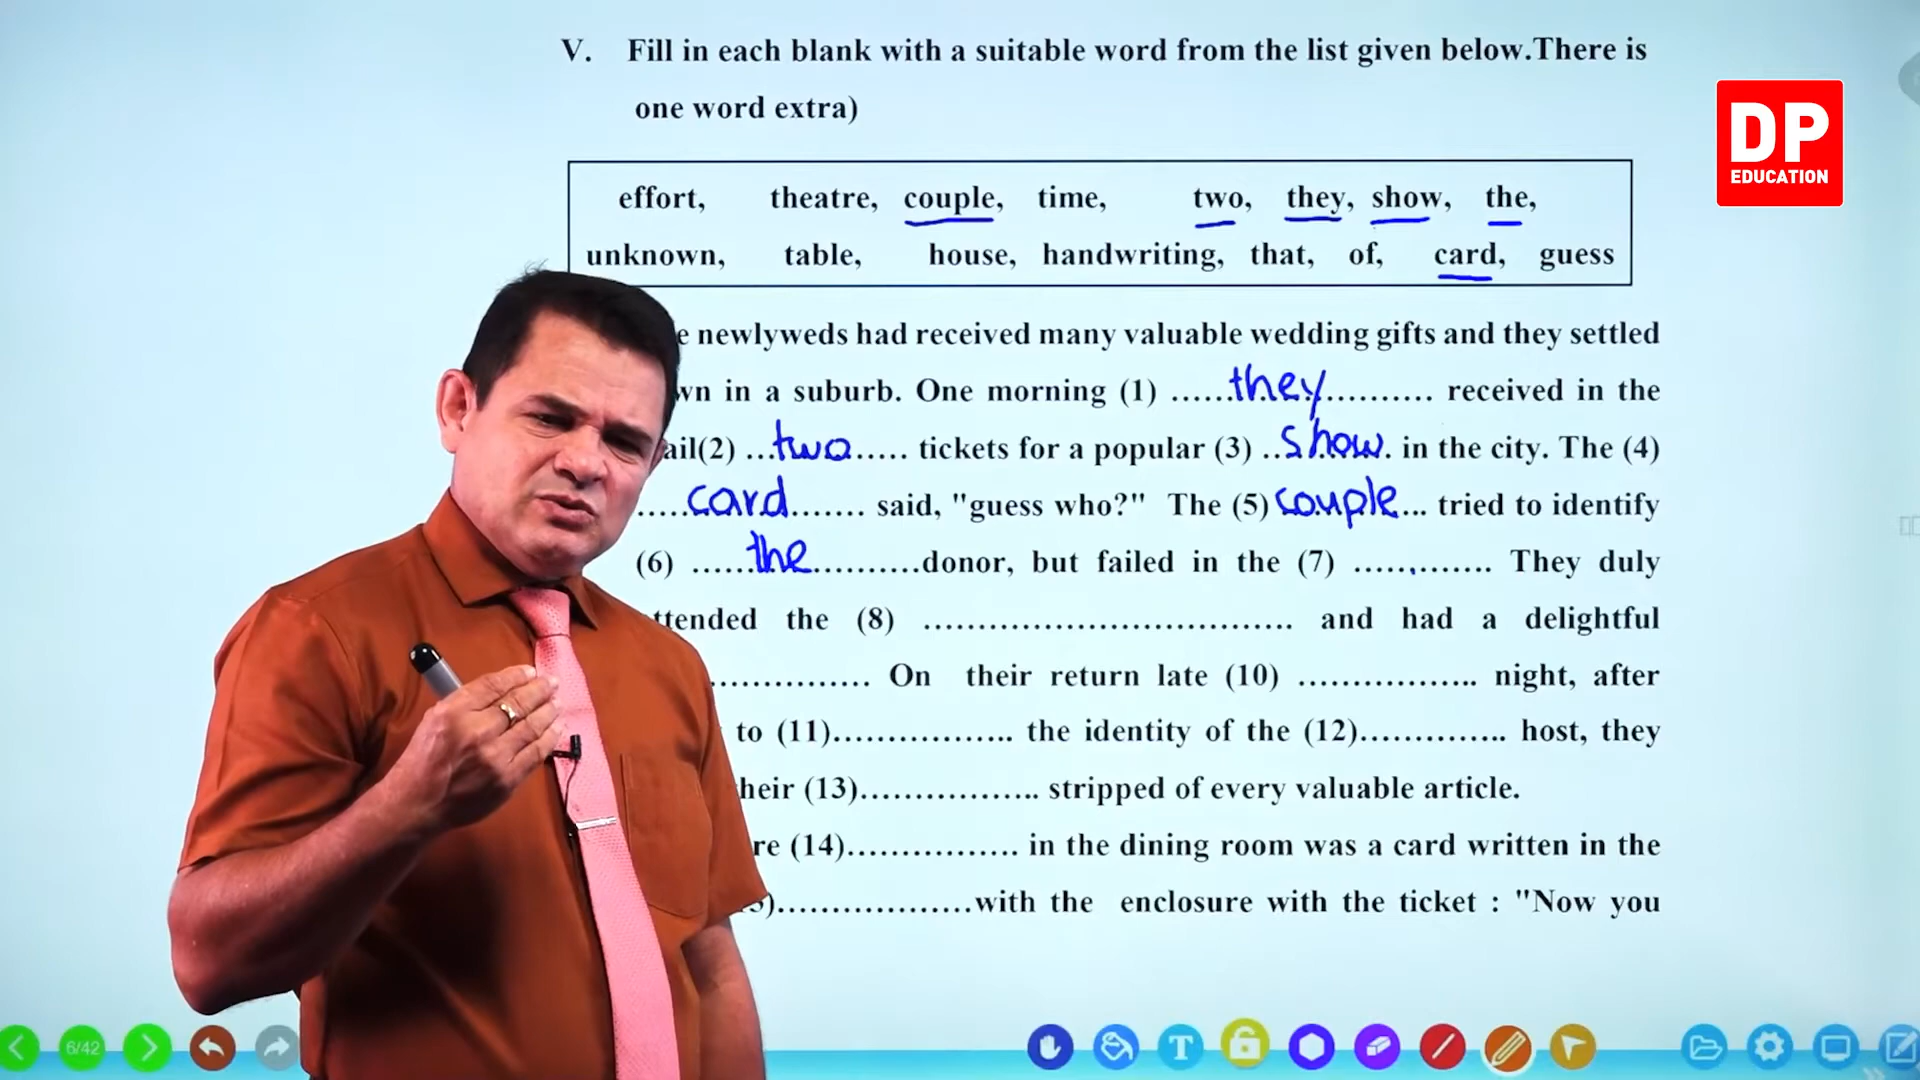 V. Fill in each blank with a suitable word from the list given below.There is
one word extra)
DP
EDUCATION
effort, theatre, couple, time, two, they, show, the,
unknown, table, house, handwriting, that, of, card, guess
newlyweds had received many valuable wedding gifts and they settled
in a suburb. One morning (1) ......they.......... received in the
(2) ...two..... tickets for a popular (3) ..show. in the city. The (4)
.....card....... said, "guess who?" The (5) couple... tried to identify
(6) ......the..........donor, but failed in the (7) ............. They duly
the (8) ................................. and had a delightful
............... On their return late (10) ................. night, after
to (11)................. the identity of the (12).............. host, they
(13)................. stripped of every valuable article.
(14)................ in the dining room was a card written in the
..................with the enclosure with the ticket : "Now you
6/42
T